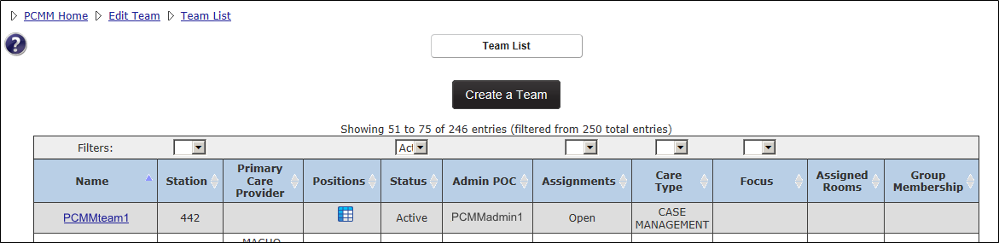 PCMM Home Edit Team Team List
?
Team List
Create a Team
Showing 51 to 75 of 246 entries (filtered from 250 total entries)
Filters: Act
Name Station Primary Care Provider Positions Status Admin POC Assignments Care Type Focus Assigned Rooms Group Membership
PCMMteam1 442 Active PCMMadmin1 Open CASE MANAGEMENT